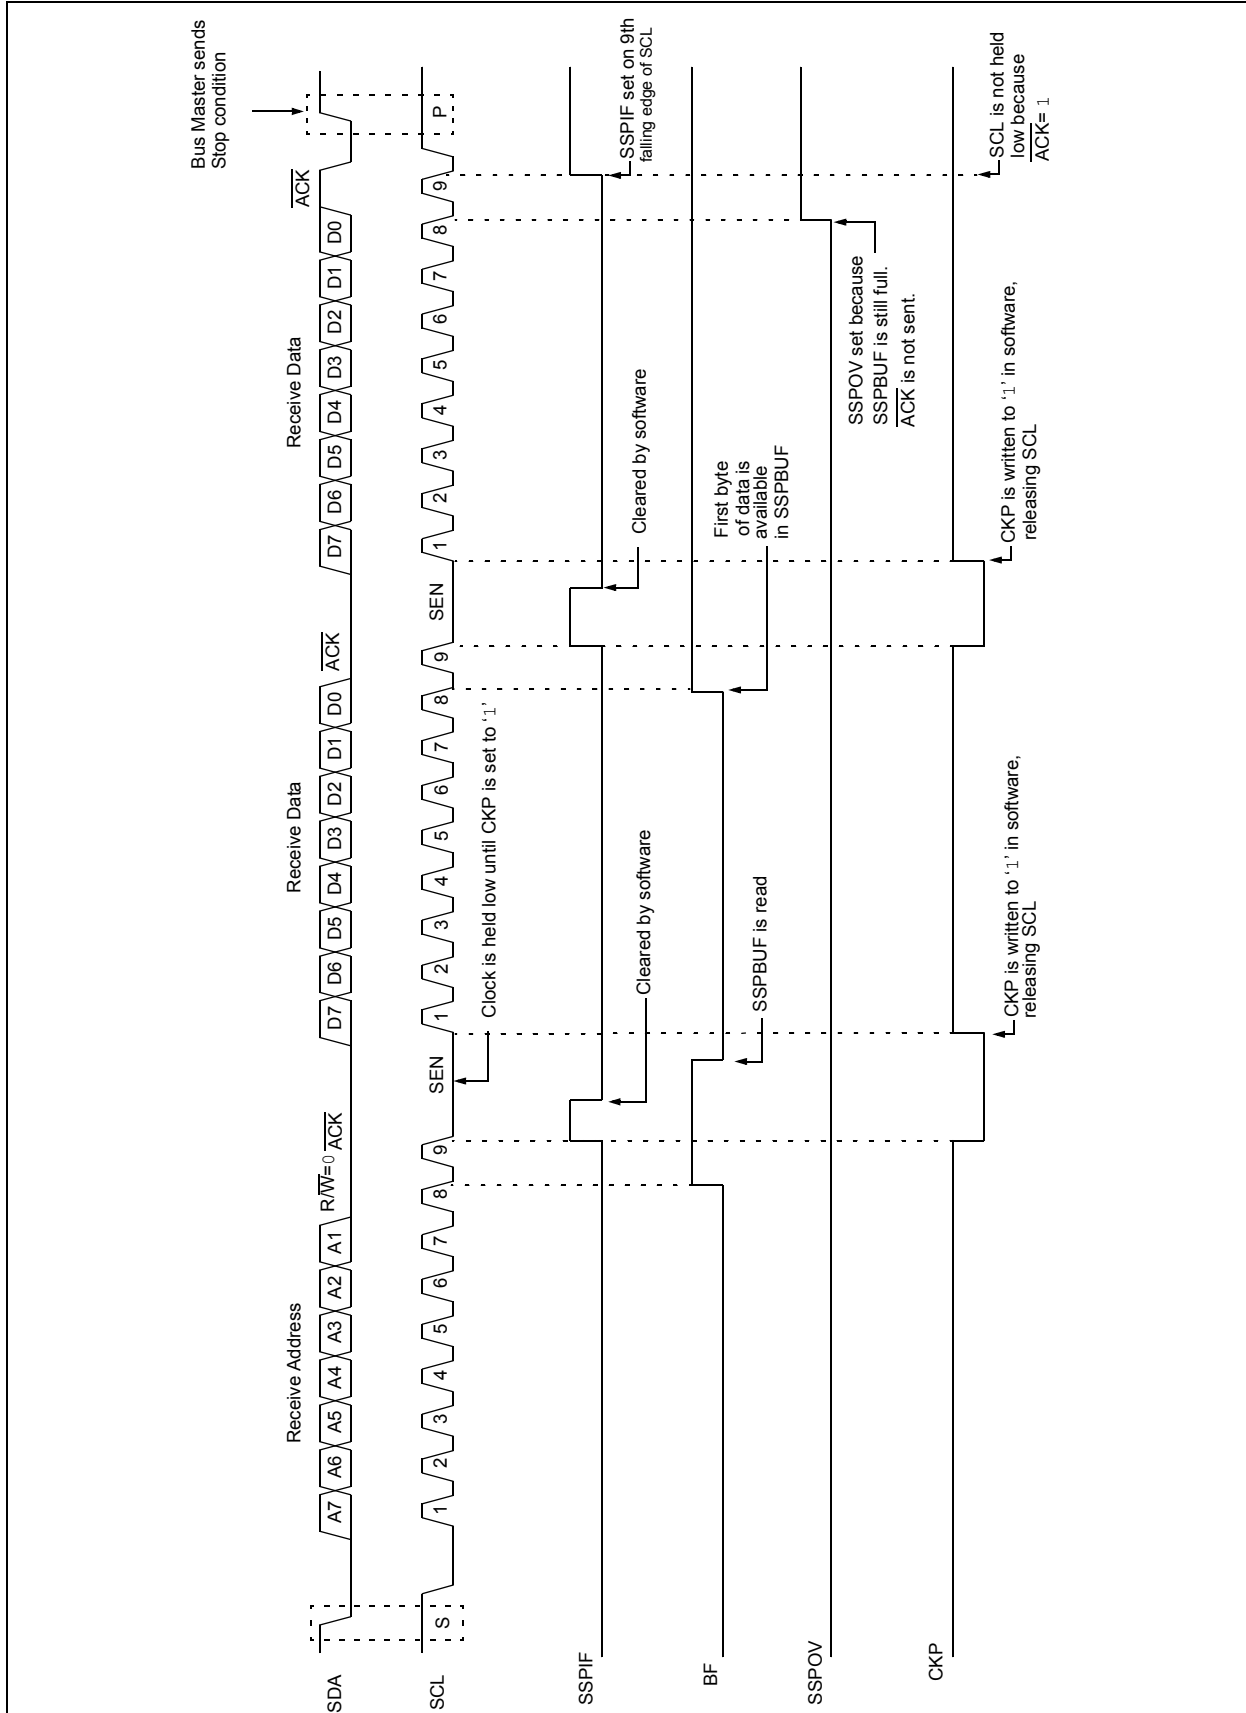 Bus Master sends
Stop condition
Receive Address
Receive Data
Receive Data
SDA
A7 A6 A5 A4 A3 A2 A1
R/W=0 ACK
D7 D6 D5 D4 D3 D2 D1 D0
ACK
D7 D6 D5 D4 D3 D2 D1 D0
ACK
SCL
S
1 2 3 4 5 6 7 8 9
SEN
1 2 3 4 5 6 7 8 9
SEN
1 2 3 4 5 6 7 8 9
P
Clock is held low until CKP is set to ‘1’
SSPIF
Cleared by software
Cleared by software
SSPIF set on 9th
falling edge of SCL
BF
SSPBUF is read
First byte
of data is
available
in SSPBUF
SSPOV
SSPOV set because
SSPBUF is still full.
ACK is not sent.
CKP
CKP is written to ‘1’ in software,
releasing SCL
CKP is written to ‘1’ in software,
releasing SCL
SCL is not held
low because
ACK= 1